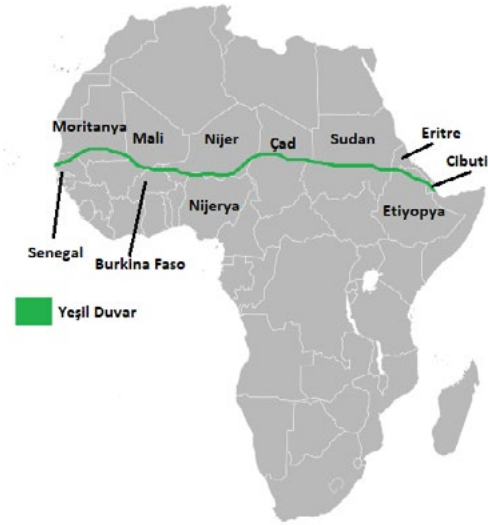 Moritanya
Mali
Nijer
Çad
Sudan
Eritre
Cibuti
Nijerya
Etiyopya
Senegal
Burkina Faso
Yeşil Duvar